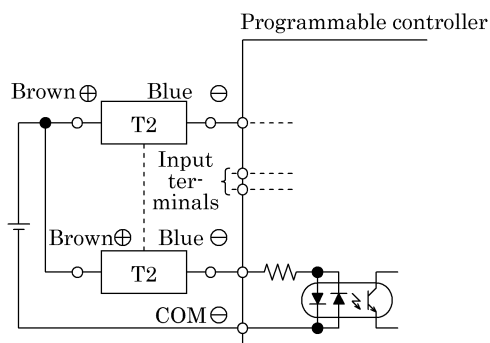 Programmable controller
Brown ⊕ Blue ⊖
T2
Input
ter-
minals
Brown ⊕ Blue ⊖
T2
COM ⊖